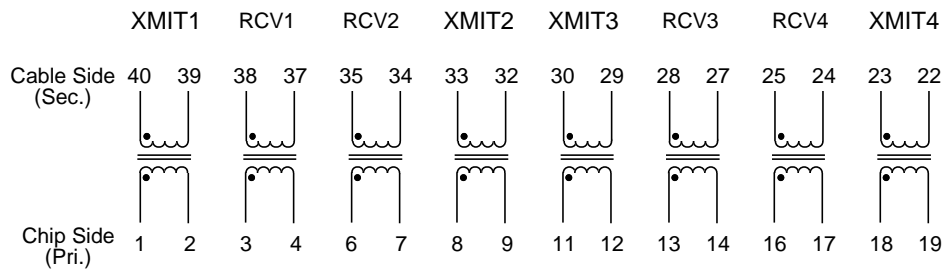 XMIT1 RCV1 RCV2 XMIT2 XMIT3 RCV3 RCV4 XMIT4
Cable Side 40 39 38 37 35 34 33 32 30 29 28 27 25 24 23 22
(Sec.)
Chip Side 1 2 3 4 6 7 8 9 11 12 13 14 16 17 18 19
(Pri.)